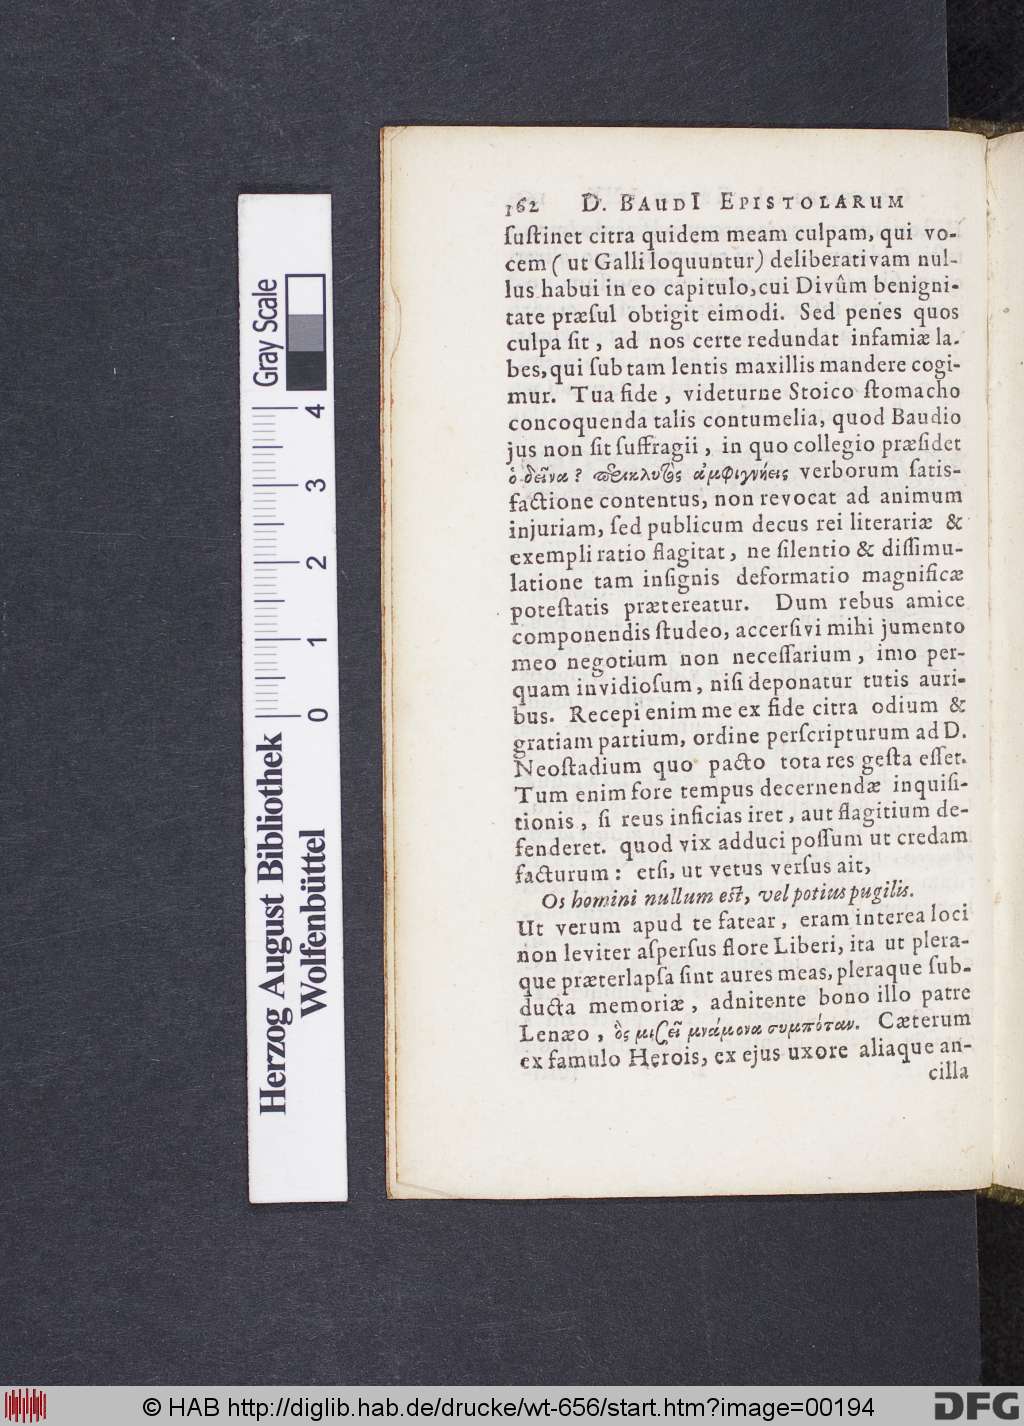 162 D. BAUDI EPISTOLARUM
ſuſtinet citra quidem meam culpam, qui vo-
cem (ut Galli loquuntur) deliberativam nul-
lus habui in eo capitulo, cui Divûm benigni-
tate præſul obtigit eimodi. Sed penes quos
culpa ſit, ad nos certe redundat infamiæ la-
bes, qui ſub tam lentis maxillis mandere cogi-
mur. Tua fide, videturne Stoico ſtomacho
concoquenda talis contumelia, quod Baudio
jus non ſit ſuffragii, in quo collegio præſidet
ὁ δεῖνα? περικλυτὸς ἀμφιγνήεις verborum ſatis-
factione contentus, non revocat ad animum
injuriam, ſed publicum decus rei literariæ &
exempli ratio flagitat, ne ſilentio & diſſimu-
latione tam inſignis deformatio magnificæ
poteſtatis prætereatur. Dum rebus amice
componendis ſtudeo, accerſivi mihi jumento
meo negotium non neceſſarium, imo per-
quam invidioſum, niſi deponatur tutis auri-
bus. Recepi enim me ex fide citra odium &
gratiam partium, ordine perſcripturum ad D.
Neoſtadium quo pacto tota res geſta eſſet.
Tum enim fore tempus decernendæ inquiſi-
tionis, ſi reus inficias iret, aut flagitium de-
fenderet. quod vix adduci poſſum ut credam
facturum: etſi, ut vetus verſus ait,
Os homini nullum eſt, vel potius pugilis.
Ut verum apud te fatear, eram interea loci
non leviter aſperſus flore Liberi, ita ut plera-
que præterlapſa ſint aures meas, pleraque ſub-
ducta memoriæ, adnitente bono illo patre
Lenæo, ὃς μισεῖ μνάμονα συμπόταν. Cæterum
ex famulo Herois, ex ejus uxore aliaque an-
cilla
Herzog August Bibliothek
Wolfenbüttel
0 1 2 3 4
Gray Scale
© HAB http://diglib.hab.de/drucke/wt-656/start.htm?image=00194
DFG